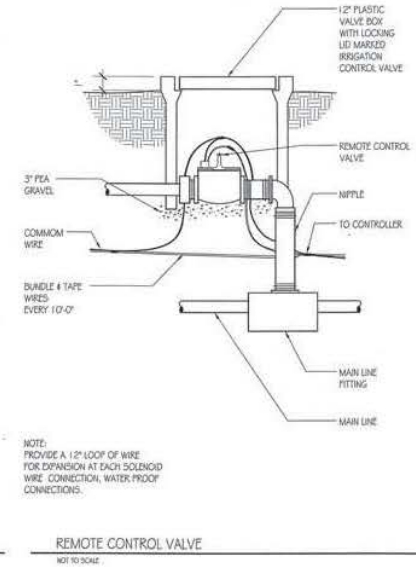 12" PLASTIC
VALVE BOX
WITH LOCKING
LID MARKED
IRRIGATION
CONTROL VALVE
REMOTE CONTROL
VALVE
3" PEA
GRAVEL
NIPPLE
COMMOM
WIRE
TO CONTROLLER
BUNDLE & TAPE
WIRES
EVERY 10'-0"
MAIN LINE
FITTING
MAIN LINE
NOTE:
PROVIDE A 12" LOOP OF WIRE
FOR EXPANSION AT EACH SOLENOID
WIRE CONNECTION, WATER PROOF
CONNECTIONS.
REMOTE CONTROL VALVE
NOT TO SCALE